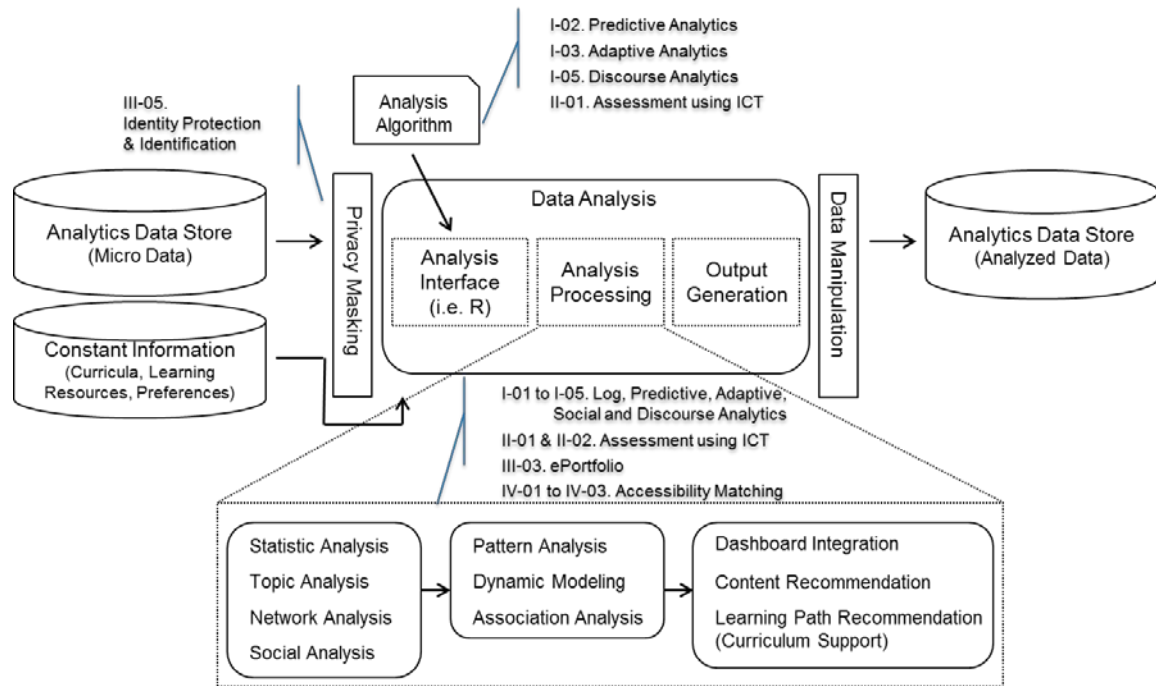 I-02. Predictive Analytics
I-03. Adaptive Analytics
I-05. Discourse Analytics
II-01. Assessment using ICT
III-05.
Identity Protection
& Identification
Analysis
Algorithm
Analytics Data Store
(Micro Data)
Constant Information
(Curricula, Learning
Resources, Preferences)
Privacy Masking
Data Analysis
Analysis
Interface
(i.e. R)
Analysis
Processing
Output
Generation
Data Manipulation
Analytics Data Store
(Analyzed Data)
I-01 to I-05. Log, Predictive, Adaptive,
Social and Discourse Analytics
II-01 & II-02. Assessment using ICT
III-03. ePortfolio
IV-01 to IV-03. Accessibility Matching
Statistic Analysis
Topic Analysis
Network Analysis
Social Analysis
Pattern Analysis
Dynamic Modeling
Association Analysis
Dashboard Integration
Content Recommendation
Learning Path Recommendation
(Curriculum Support)